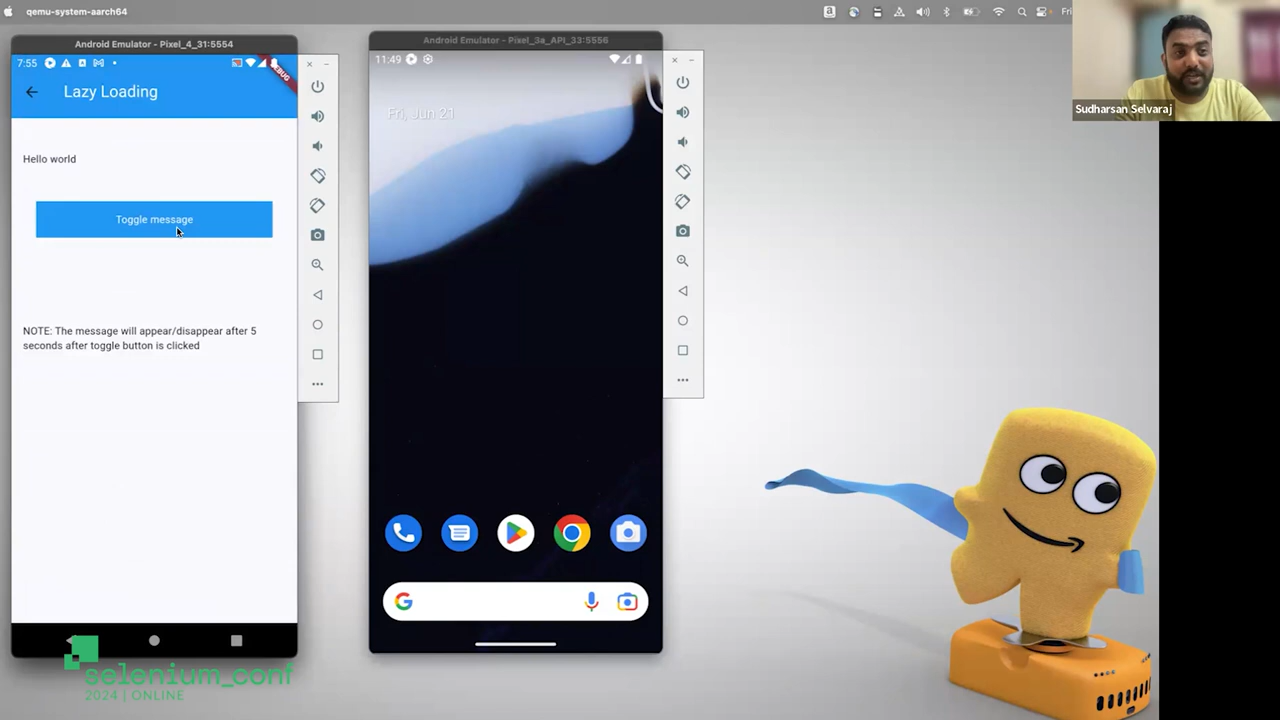 qemu-system-aarch64
Fri
Android Emulator - Pixel_4_31:5554
Android Emulator - Pixel_3a_API_33:5556
7:55
DEBUG
11:49
Lazy Loading
Fri, Jun 21
Sudharsan Selvaraj
Hello world
Toggle message
NOTE: The message will appear/disappear after 5
seconds after toggle button is clicked
selenium_conf
2024 | ONLINE